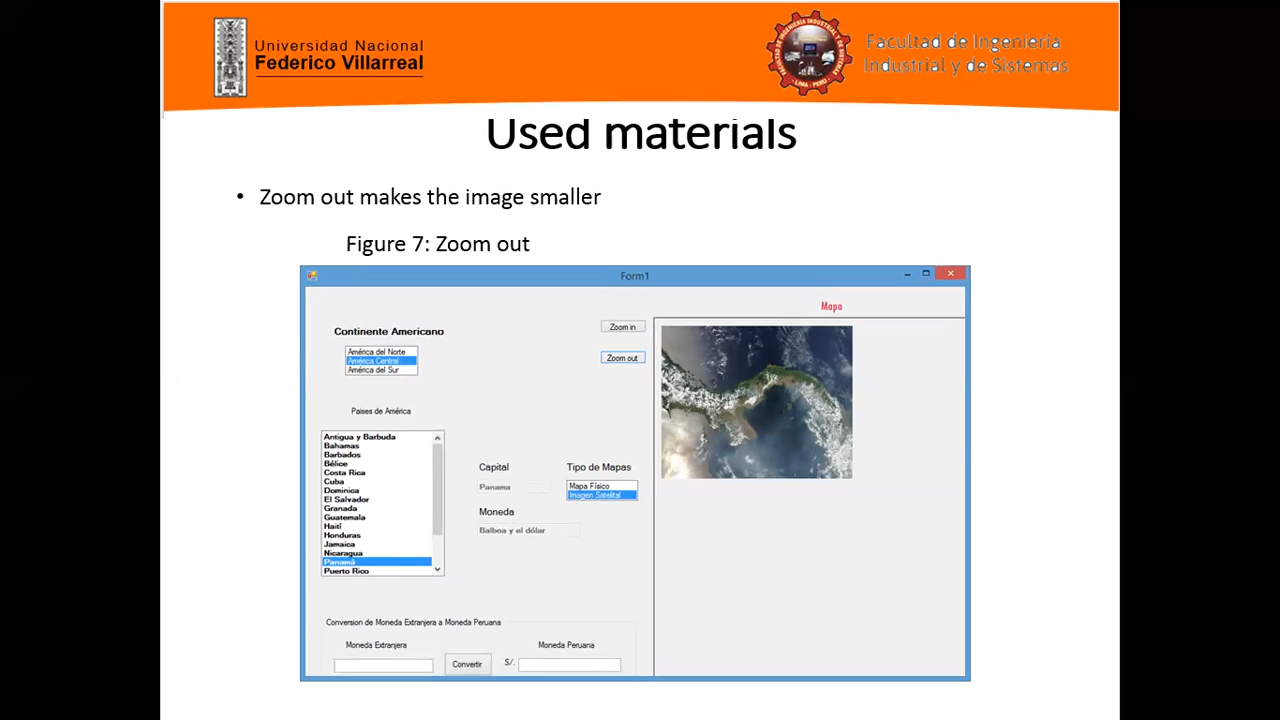 Universidad Nacional
Federico Villarreal
Facultad de Ingeniería
Industrial y de Sistemas
Used materials
• Zoom out makes the image smaller
Figure 7: Zoom out
Form1
Mapa
Continente Americano
Zoom in
América del Norte
América Central
América del Sur
Zoom out
Paises de América
Antigua y Barbuda
Bahamas
Barbados
Bélice
Costa Rica
Cuba
Dominica
El Salvador
Granada
Guatemala
Haití
Honduras
Jamaica
Nicaragua
Panamá
Puerto Rico
Capital
Panama
Moneda
Balboa y el dólar
Tipo de Mapas
Mapa Físico
Imagen Satelital
Conversion de Moneda Extranjera a Moneda Peruana
Moneda Extranjera
Moneda Peruana
Convertir
S/.